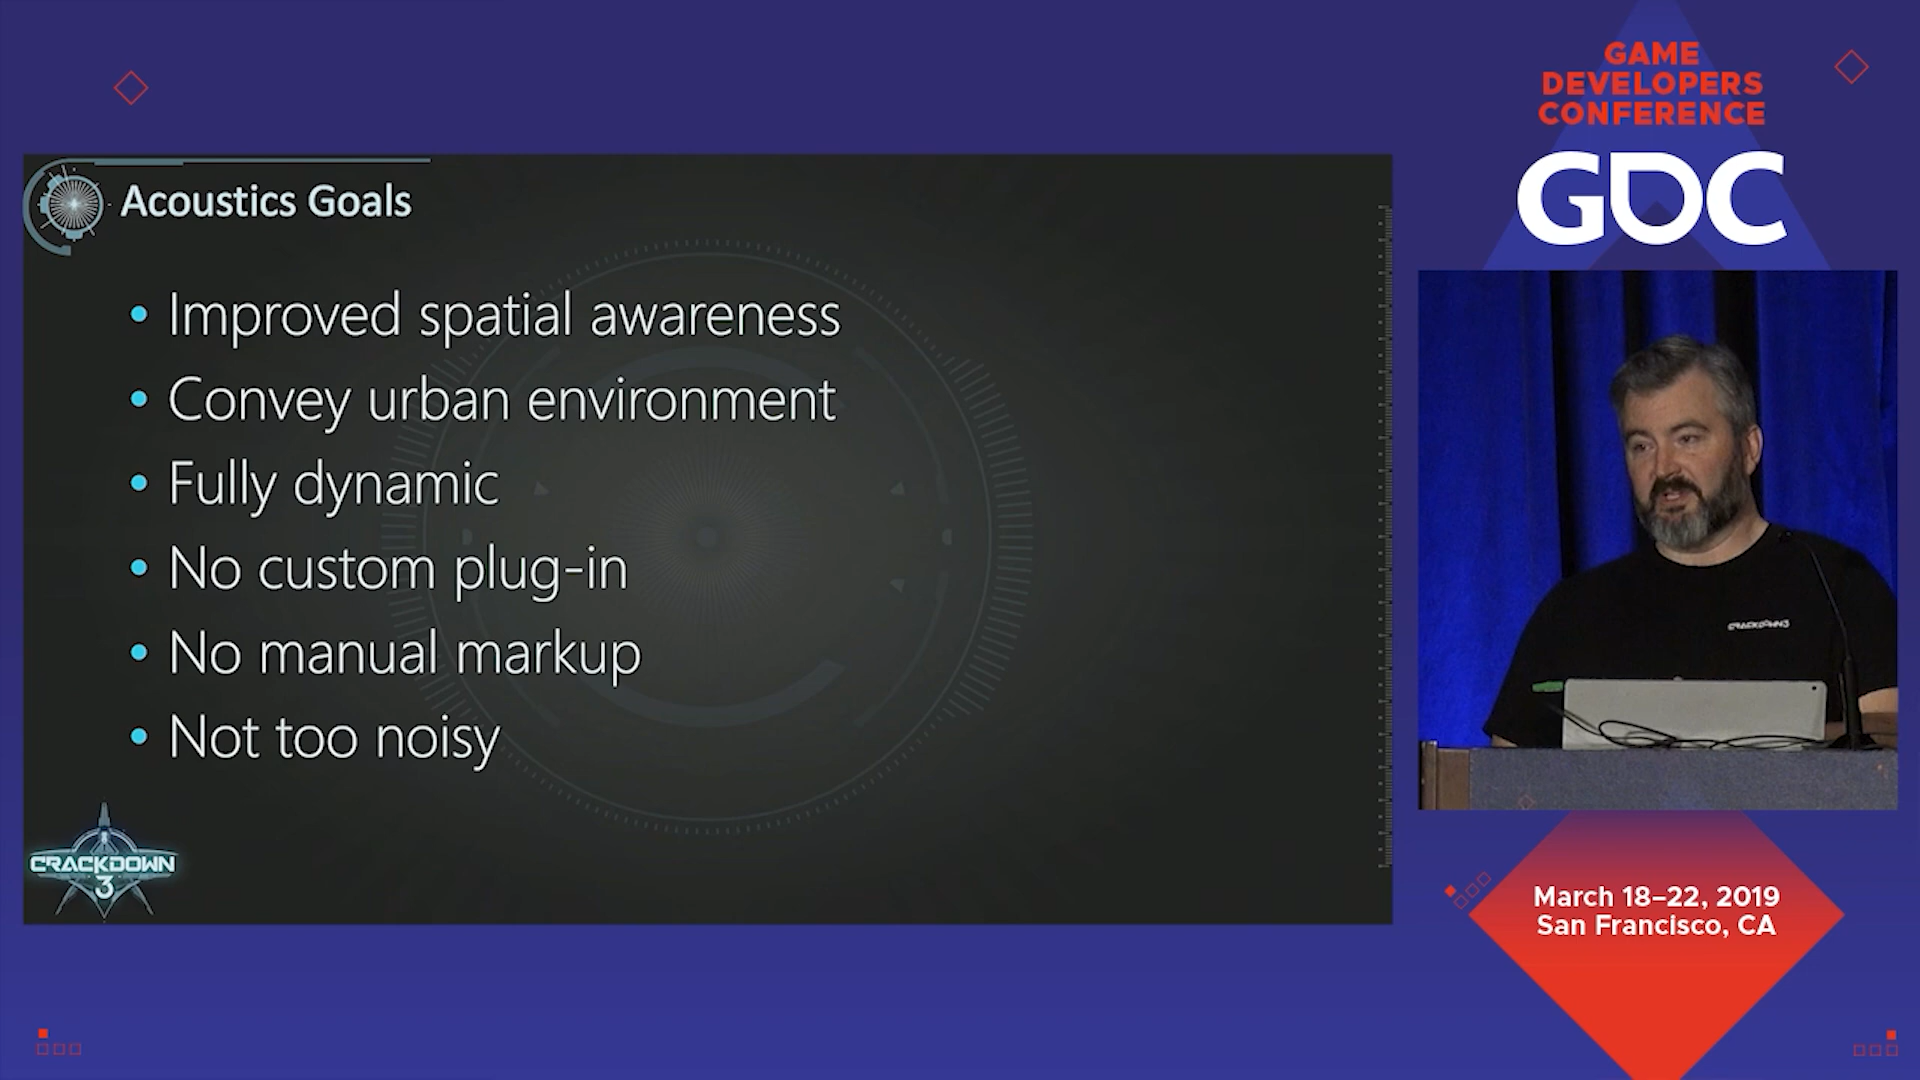 GAME
DEVELOPERS
CONFERENCE
GDC
Acoustics Goals
• Improved spatial awareness
• Convey urban environment
• Fully dynamic
• No custom plug-in
• No manual markup
• Not too noisy
CRACKDOWN
3
CRACKDOWN3
March 18–22, 2019
San Francisco, CA